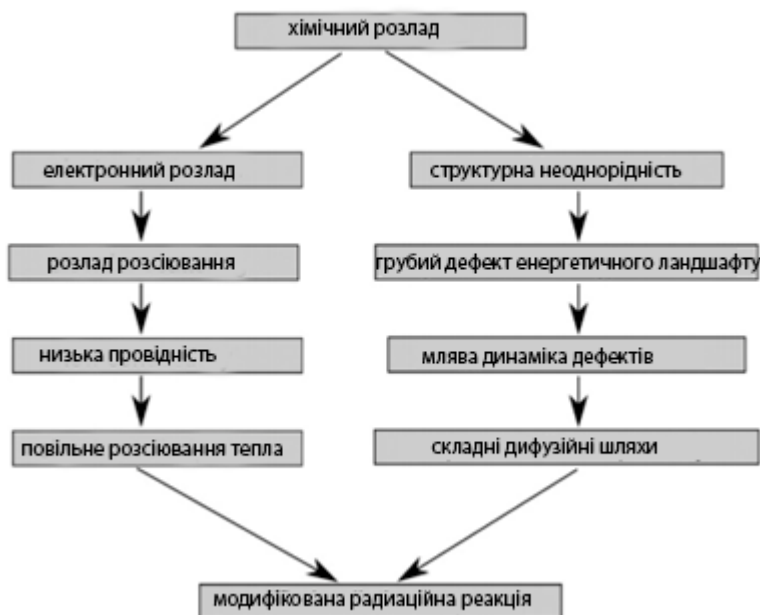 хімічний розлад
електронний розлад
структурна неоднорідність
розлад розсіювання
грубий дефект енергетичного ландшафту
низька провідність
млява динаміка дефектів
повільне розсіювання тепла
складні дифузійні шляхи
модифікована радиаційна реакція